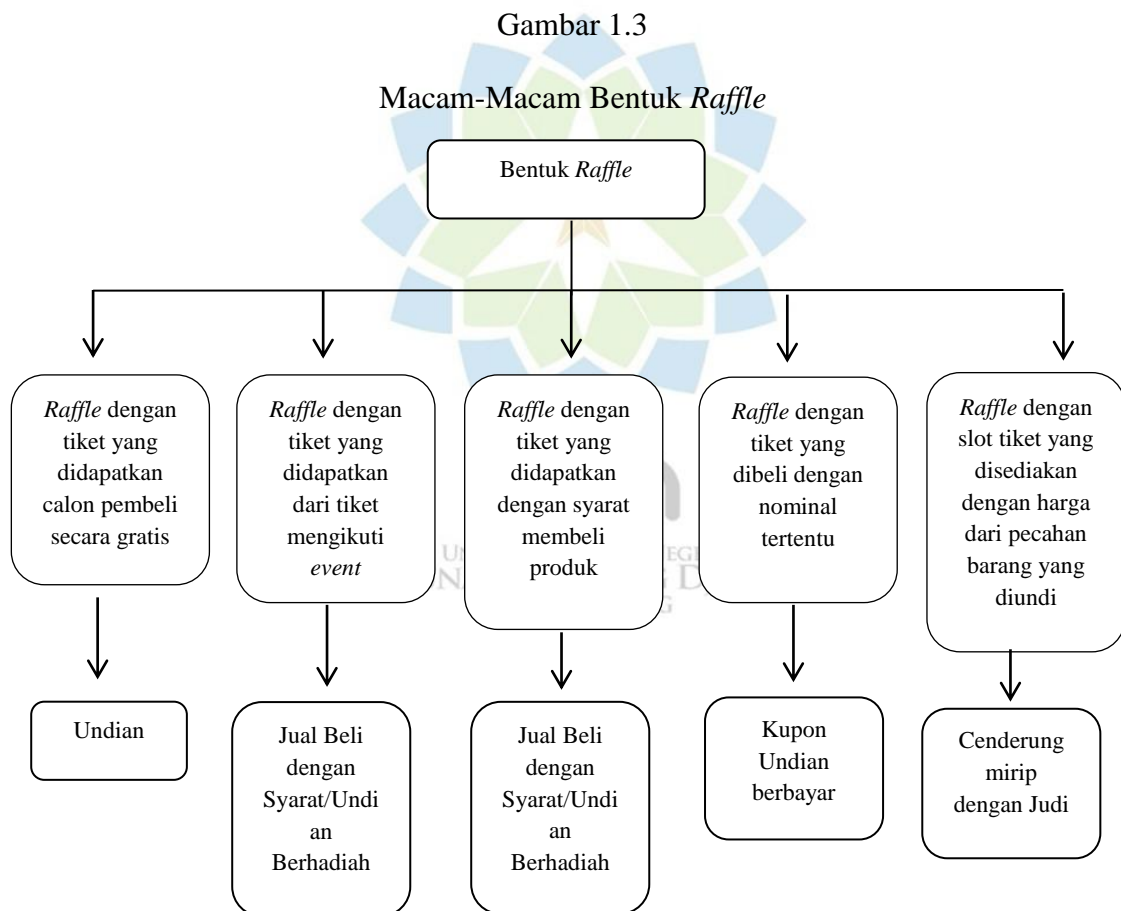 Gambar 1.3
Macam-Macam Bentuk Raffle
Bentuk Raffle
Raffle dengan
tiket yang
didapatkan
calon pembeli
secara gratis
Raffle dengan
tiket yang
didapatkan
dari tiket
mengikuti
event
Raffle dengan
tiket yang
didapatkan
dengan syarat
membeli
produk
Raffle dengan
tiket yang
dibeli dengan
nominal
tertentu
Raffle dengan
slot tiket yang
disediakan
dengan harga
dari pecahan
barang yang
diundi
Undian
Jual Beli
dengan
Syarat/Undi
an
Berhadiah
Jual Beli
dengan
Syarat/Undi
an
Berhadiah
Kupon
Undian
berbayar
Cenderung
mirip
dengan Judi